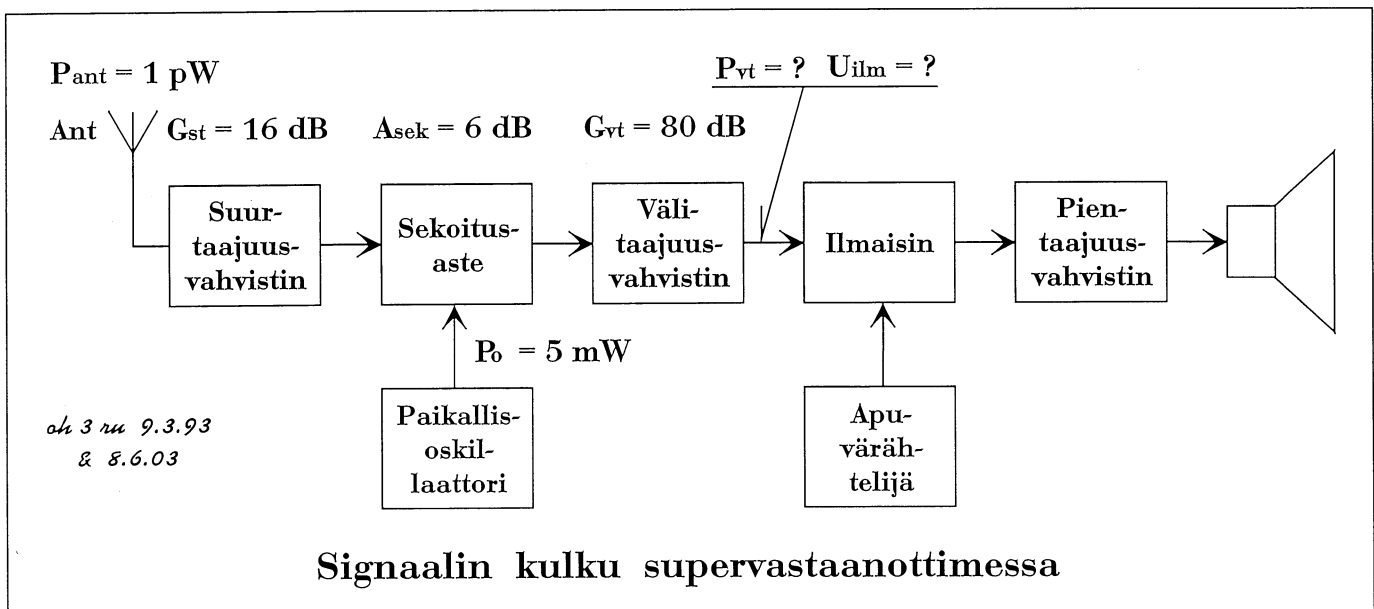 Pant = 1 pW
Pvt = ? Uilm = ?
Ant
Gst = 16 dB
Asek = 6 dB
Gvt = 80 dB
Suur-
taajuus-
vahvistin
Sekoitus-
aste
Väli-
taajuus-
vahvistin
Ilmaisin
Pien-
taajuus-
vahvistin
Po = 5 mW
Paikallis-
oskil-
laattori
Apu-
väräh-
telijä
oh 3 ru 9.3.93
& 8.6.03
Signaalin kulku supervastaanottimessa